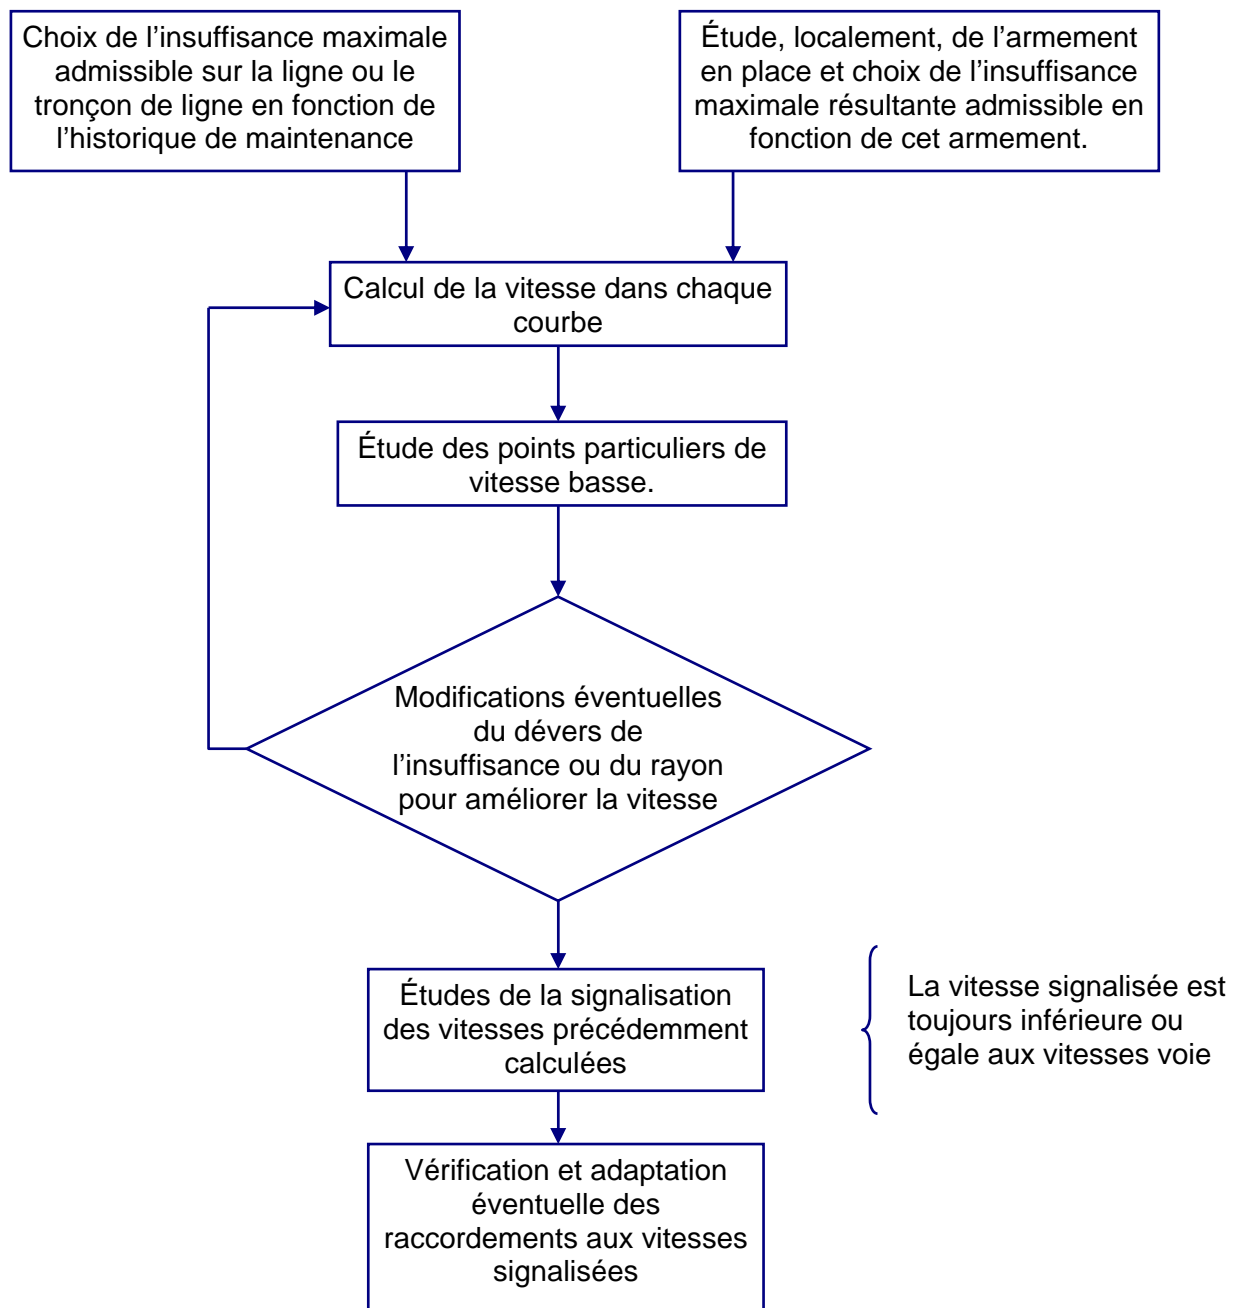 Choix de l’insuffisance maximale
admissible sur la ligne ou le
tronçon de ligne en fonction de
l’historique de maintenance
Étude, localement, de l’armement
en place et choix de l’insuffisance
maximale résultante admissible en
fonction de cet armement.
Calcul de la vitesse dans chaque
courbe
Étude des points particuliers de
vitesse basse.
Modifications éventuelles
du dévers de
l’insuffisance ou du rayon
pour améliorer la vitesse
Études de la signalisation
des vitesses précédemment
calculées
La vitesse signalisée est
toujours inférieure ou
égale aux vitesses voie
Vérification et adaptation
éventuelle des
raccordements aux vitesses
signalisées